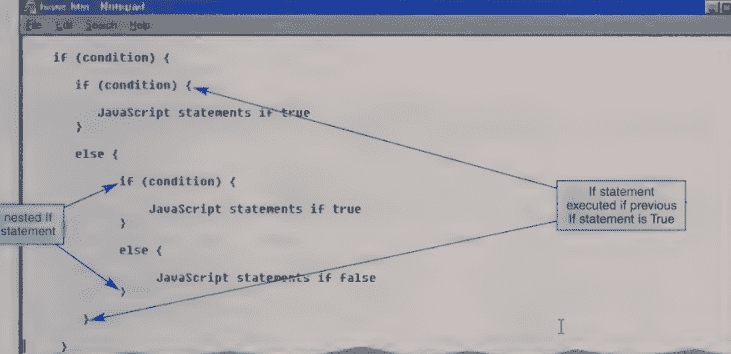 Notepad
File Edit Search Help
if (condition) {
if (condition) {
JavaScript statements if true
}
else {
if (condition) {
JavaScript statements if true
}
else {
JavaScript statements if false
}
}
}
nested If
statement
If statement
executed if previous
If statement is True